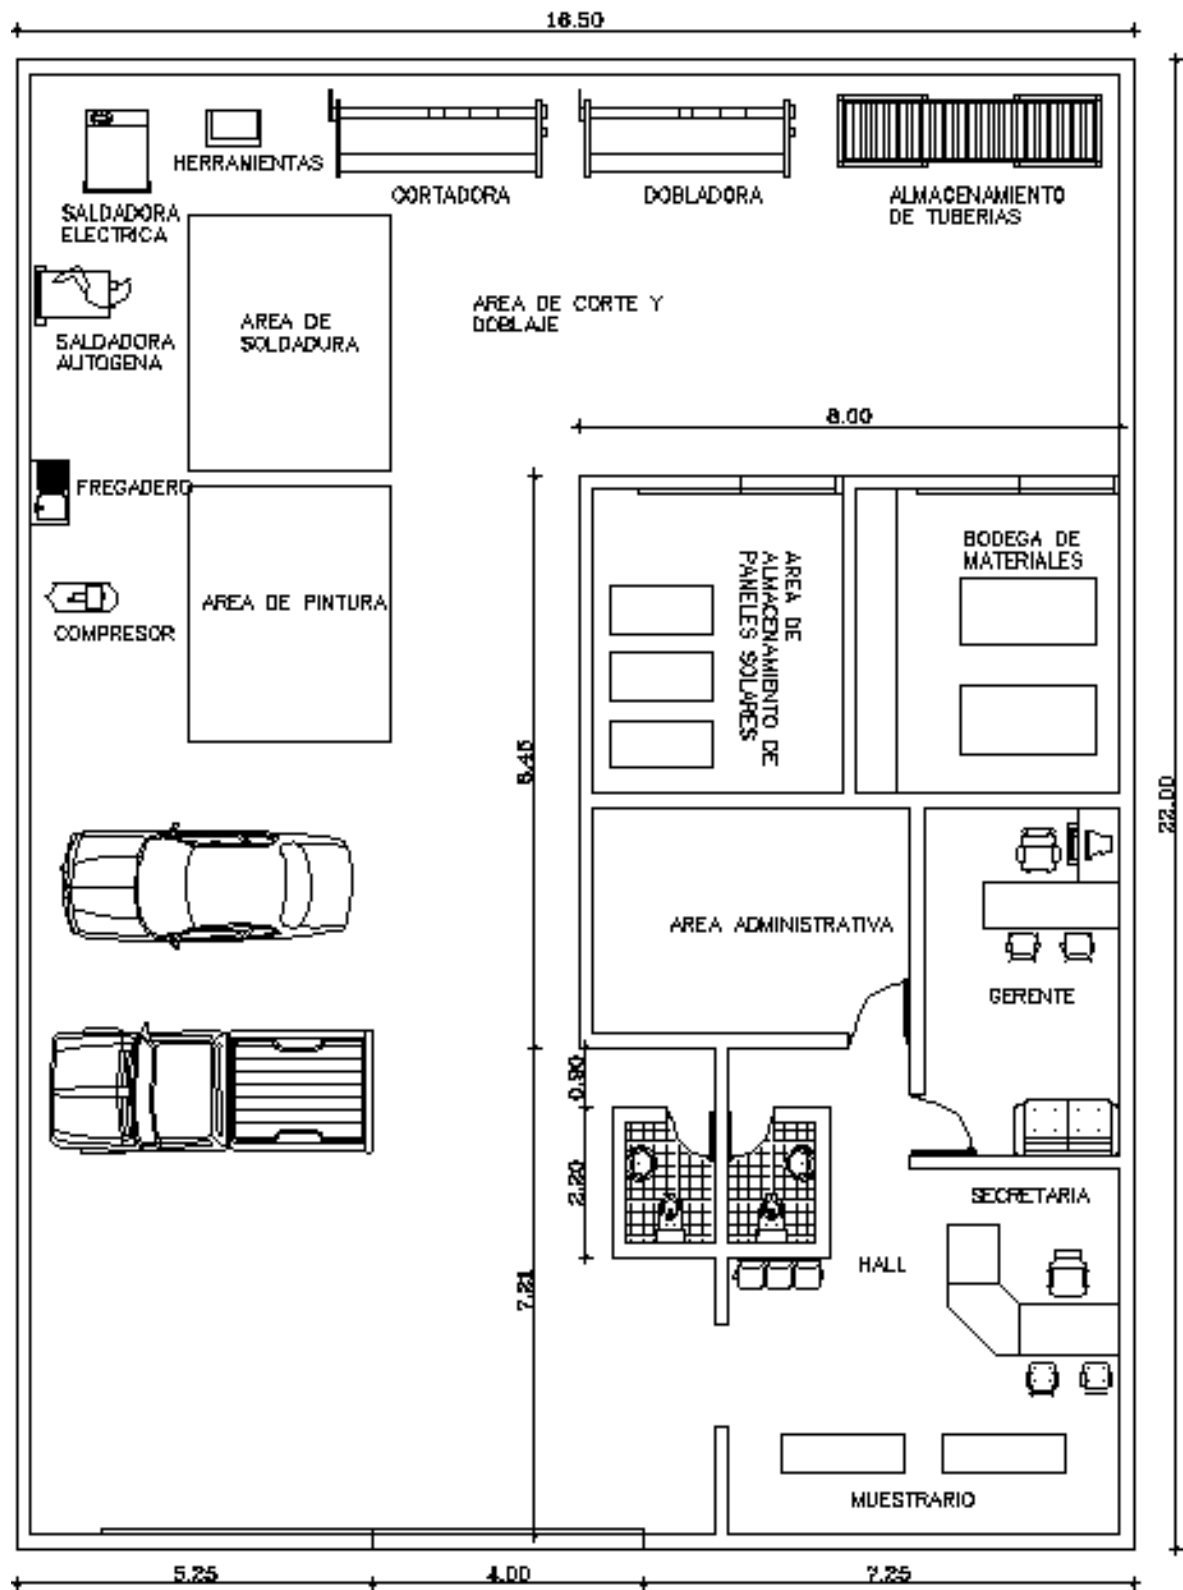 16.50
HERRAMIENTAS
CORTADORA
DOBLADORA
ALMACENAMIENTO
DE TUBERIAS
SALDADORA
ELECTRICA
AREA DE CORTE Y
DOBLAJE
AREA DE
SOLDADURA
SALDADORA
AUTOGENA
8.00
FREGADERO
BODEGA DE
MATERIALES
AREA DE
ALMACENAMIENTO DE
PANELES SOLARES
AREA DE PINTURA
COMPRESOR
8.45
22.00
AREA ADMINISTRATIVA
GERENTE
0.90
2.20
SECRETARIA
HALL
7.21
MUESTRARIO
5.25
4.00
7.25